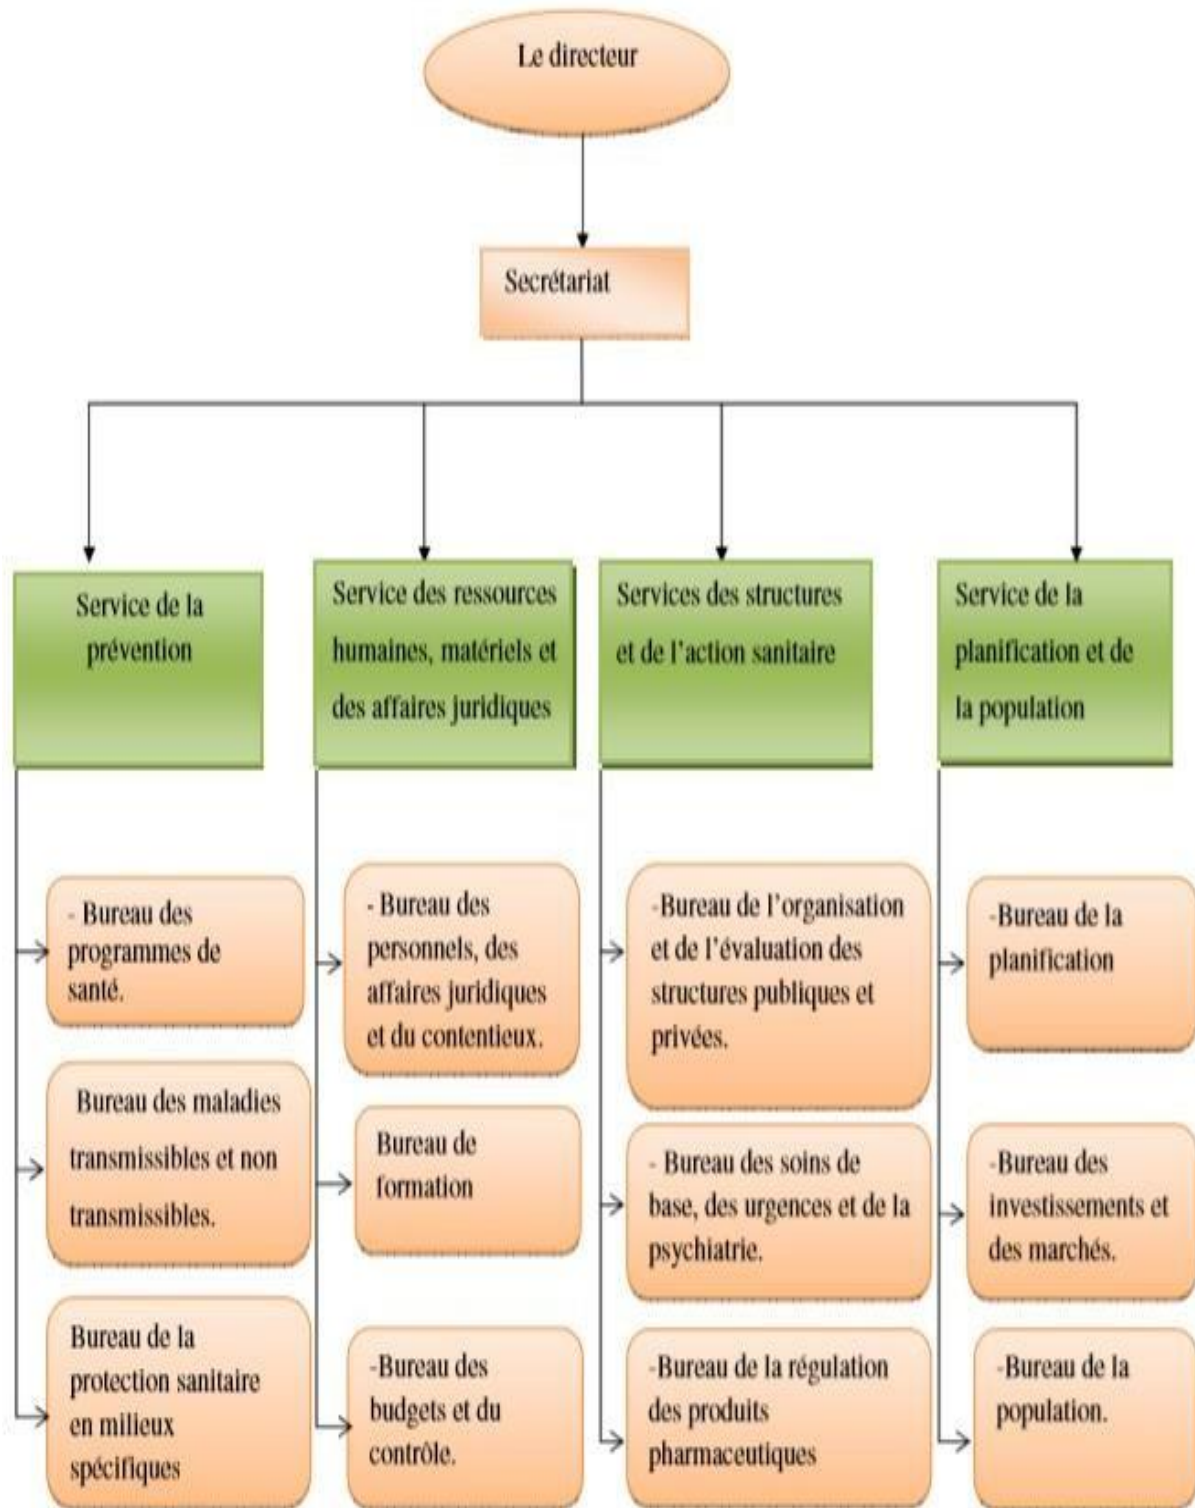 Le directeur
Secrétariat
Service de la
prévention
Service des ressources
humaines, matériels et
des affaires juridiques
Services des structures
et de l'action sanitaire
Service de la
planification et de
la population
- Bureau des
programmes de
santé.
Bureau des maladies
transmissibles et non
transmissibles.
Bureau de la
protection sanitaire
en milieux
spécifiques
- Bureau des
personnels, des
affaires juridiques
et du contentieux.
Bureau de
formation
-Bureau des
budgets et du
contrôle.
-Bureau de l'organisation
et de l'évaluation des
structures publiques et
privées.
- Bureau des soins de
base, des urgences et de la
psychiatrie.
-Bureau de la régulation
des produits
pharmaceutiques
-Bureau de la
planification
-Bureau des
investissements et
des marchés.
-Bureau de la
population.